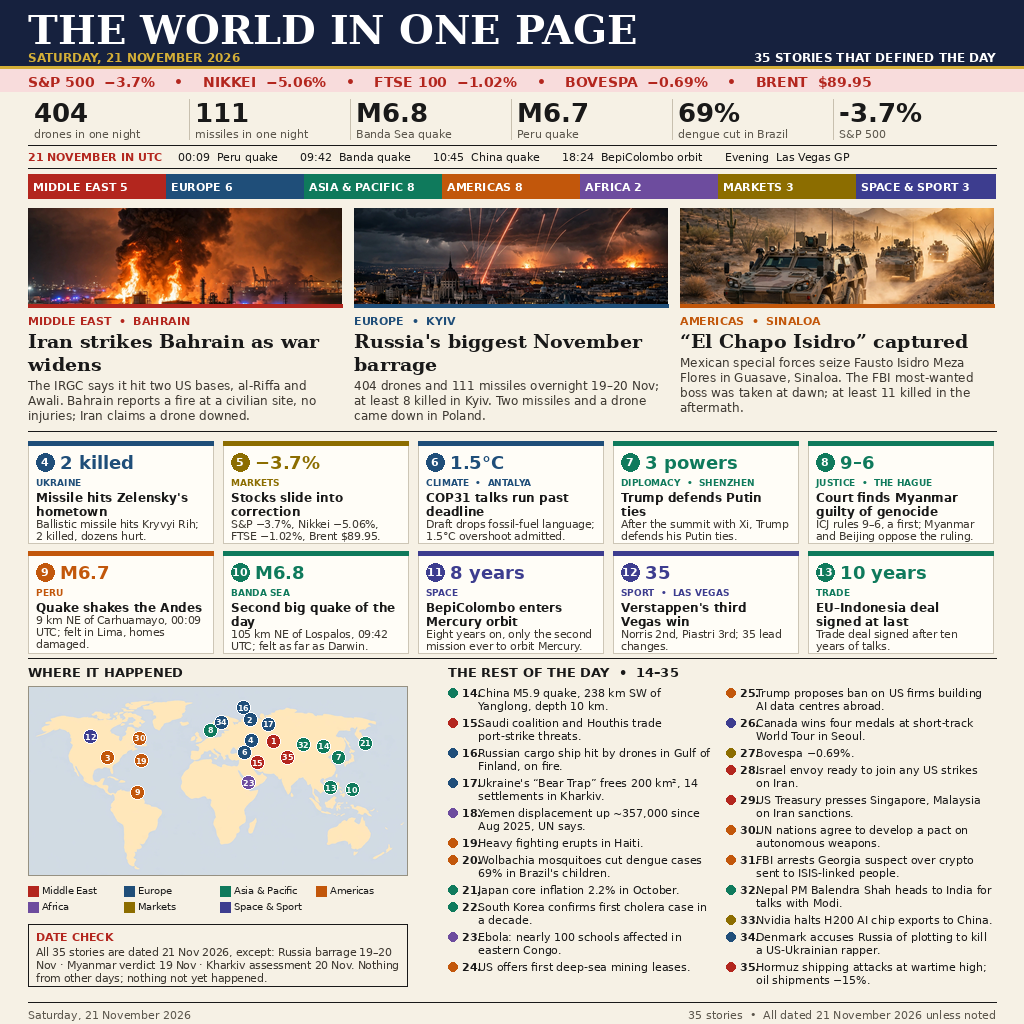 THE WORLD IN ONE PAGE
SATURDAY, 21 NOVEMBER 2026
35 STORIES THAT DEFINED THE DAY
S&P 500 −3.7% • NIKKEI −5.06% • FTSE 100 −1.02% • BOVESPA −0.69% • BRENT $89.95
404
drones in one night
111
missiles in one night
M6.8
Banda Sea quake
M6.7
Peru quake
69%
dengue cut in Brazil
-3.7%
S&P 500
21 NOVEMBER IN UTC 00:09 Peru quake 09:42 Banda quake 10:45 China quake 18:24 BepiColombo orbit Evening Las Vegas GP
MIDDLE EAST 5
EUROPE 6
ASIA & PACIFIC 8
AMERICAS 8
AFRICA 2
MARKETS 3
SPACE & SPORT 3
MIDDLE EAST • BAHRAIN
Iran strikes Bahrain as war
widens
The IRGC says it hit two US bases, al-Riffa and
Awali. Bahrain reports a fire at a civilian site, no
injuries; Iran claims a drone downed.
EUROPE • KYIV
Russia's biggest November
barrage
404 drones and 111 missiles overnight 19–20 Nov;
at least 8 killed in Kyiv. Two missiles and a drone
came down in Poland.
AMERICAS • SINALOA
“El Chapo Isidro” captured
Mexican special forces seize Fausto Isidro Meza
Flores in Guasave, Sinaloa. The FBI most-wanted
boss was taken at dawn; at least 11 killed in the
aftermath.
4 2 killed
UKRAINE
Missile hits Zelensky's
hometown
Ballistic missile hits Kryvyi Rih;
2 killed, dozens hurt.
5 −3.7%
MARKETS
Stocks slide into
correction
S&P −3.7%, Nikkei −5.06%,
FTSE −1.02%, Brent $89.95.
6 1.5°C
CLIMATE • ANTALYA
COP31 talks run past
deadline
Draft drops fossil-fuel language;
1.5°C overshoot admitted.
7 3 powers
DIPLOMACY • SHENZHEN
Trump defends Putin
ties
After the summit with Xi, Trump
defends his Putin ties.
8 9–6
JUSTICE • THE HAGUE
Court finds Myanmar
guilty of genocide
ICJ rules 9–6, a first; Myanmar
and Beijing oppose the ruling.
9 M6.7
PERU
Quake shakes the Andes
9 km NE of Carhuamayo, 00:09
UTC; felt in Lima, homes
damaged.
10 M6.8
BANDA SEA
Second big quake of the
day
105 km NE of Lospalos, 09:42
UTC; felt as far as Darwin.
11 8 years
SPACE
BepiColombo enters
Mercury orbit
Eight years on, only the second
mission ever to orbit Mercury.
12 35
SPORT • LAS VEGAS
Verstappen's third
Vegas win
Norris 2nd, Piastri 3rd; 35 lead
changes.
13 10 years
TRADE
EU–Indonesia deal
signed at last
Trade deal signed after ten
years of talks.
WHERE IT HAPPENED
16
34 2 17
8
12 30 4 1 32 14 21
3 19 6 15 35 7
23
9 13 10
Middle East
Europe
Asia & Pacific
Americas
Africa
Markets
Space & Sport
DATE CHECK
All 35 stories are dated 21 Nov 2026, except: Russia barrage 19–20
Nov · Myanmar verdict 19 Nov · Kharkiv assessment 20 Nov. Nothing
from other days; nothing not yet happened.
THE REST OF THE DAY • 14–35
14. China M5.9 quake, 238 km SW of
Yanglong, depth 10 km.
15. Saudi coalition and Houthis trade
port-strike threats.
16. Russian cargo ship hit by drones in Gulf of
Finland, on fire.
17. Ukraine's “Bear Trap” frees 200 km², 14
settlements in Kharkiv.
18. Yemen displacement up ~357,000 since
Aug 2025, UN says.
19. Heavy fighting erupts in Haiti.
20. Wolbachia mosquitoes cut dengue cases
69% in Brazil's children.
21. Japan core inflation 2.2% in October.
22. South Korea confirms first cholera case in
a decade.
23. Ebola: nearly 100 schools affected in
eastern Congo.
24. US offers first deep-sea mining leases.
25. Trump proposes ban on US firms building
AI data centres abroad.
26. Canada wins four medals at short-track
World Tour in Seoul.
27. Bovespa −0.69%.
28. Israel envoy ready to join any US strikes
on Iran.
29. US Treasury presses Singapore, Malaysia
on Iran sanctions.
30. UN nations agree to develop a pact on
autonomous weapons.
31. FBI arrests Georgia suspect over crypto
sent to ISIS-linked people.
32. Nepal PM Balendra Shah heads to India for
talks with Modi.
33. Nvidia halts H200 AI chip exports to China.
34. Denmark accuses Russia of plotting to kill
a US-Ukrainian rapper.
35. Hormuz shipping attacks at wartime high;
oil shipments −15%.
Saturday, 21 November 2026
35 stories • All dated 21 November 2026 unless noted